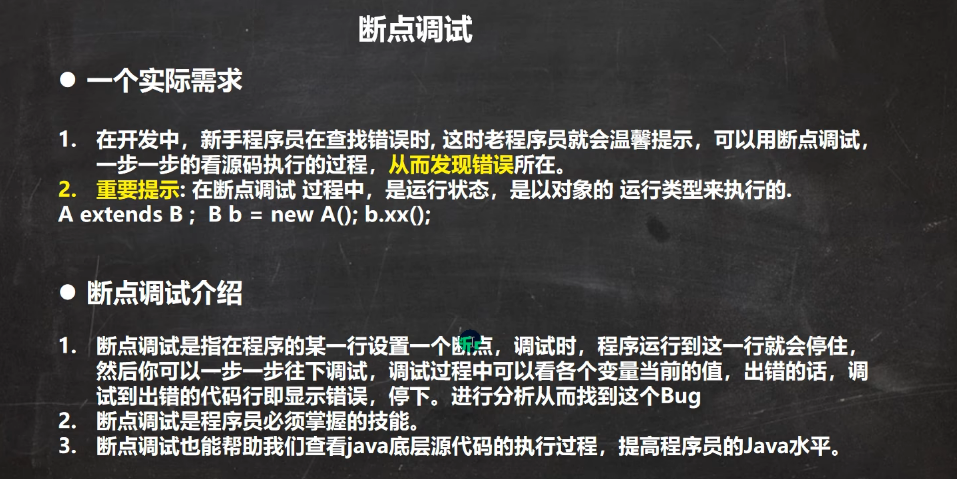 断点调试
● 一个实际需求
1. 在开发中，新手程序员在查找错误时, 这时老程序员就会温馨提示，可以用断点调试，
一步一步的看源码执行的过程，从而发现错误所在。
2. 重要提示: 在断点调试 过程中，是运行状态，是以对象的 运行类型来执行的.
A extends B ;  B b = new A(); b.xx();
● 断点调试介绍
1. 断点调试是指在程序的某一行设置一个断点，调试时，程序运行到这一行就会停住，
然后你可以一步一步往下调试，调试过程中可以看各个变量当前的值，出错的话，调
试到出错的代码行即显示错误，停下。进行分析从而找到这个Bug
2. 断点调试是程序员必须掌握的技能。
3. 断点调试也能帮助我们查看java底层源代码的执行过程，提高程序员的Java水平。